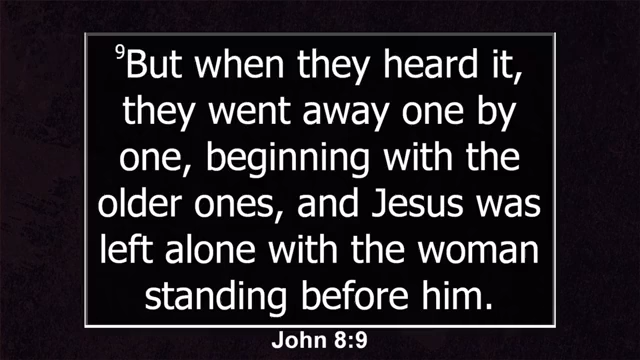 ⁹But when they heard it,
they went away one by
one, beginning with the
older ones, and Jesus was
left alone with the woman
standing before him.
John 8:9